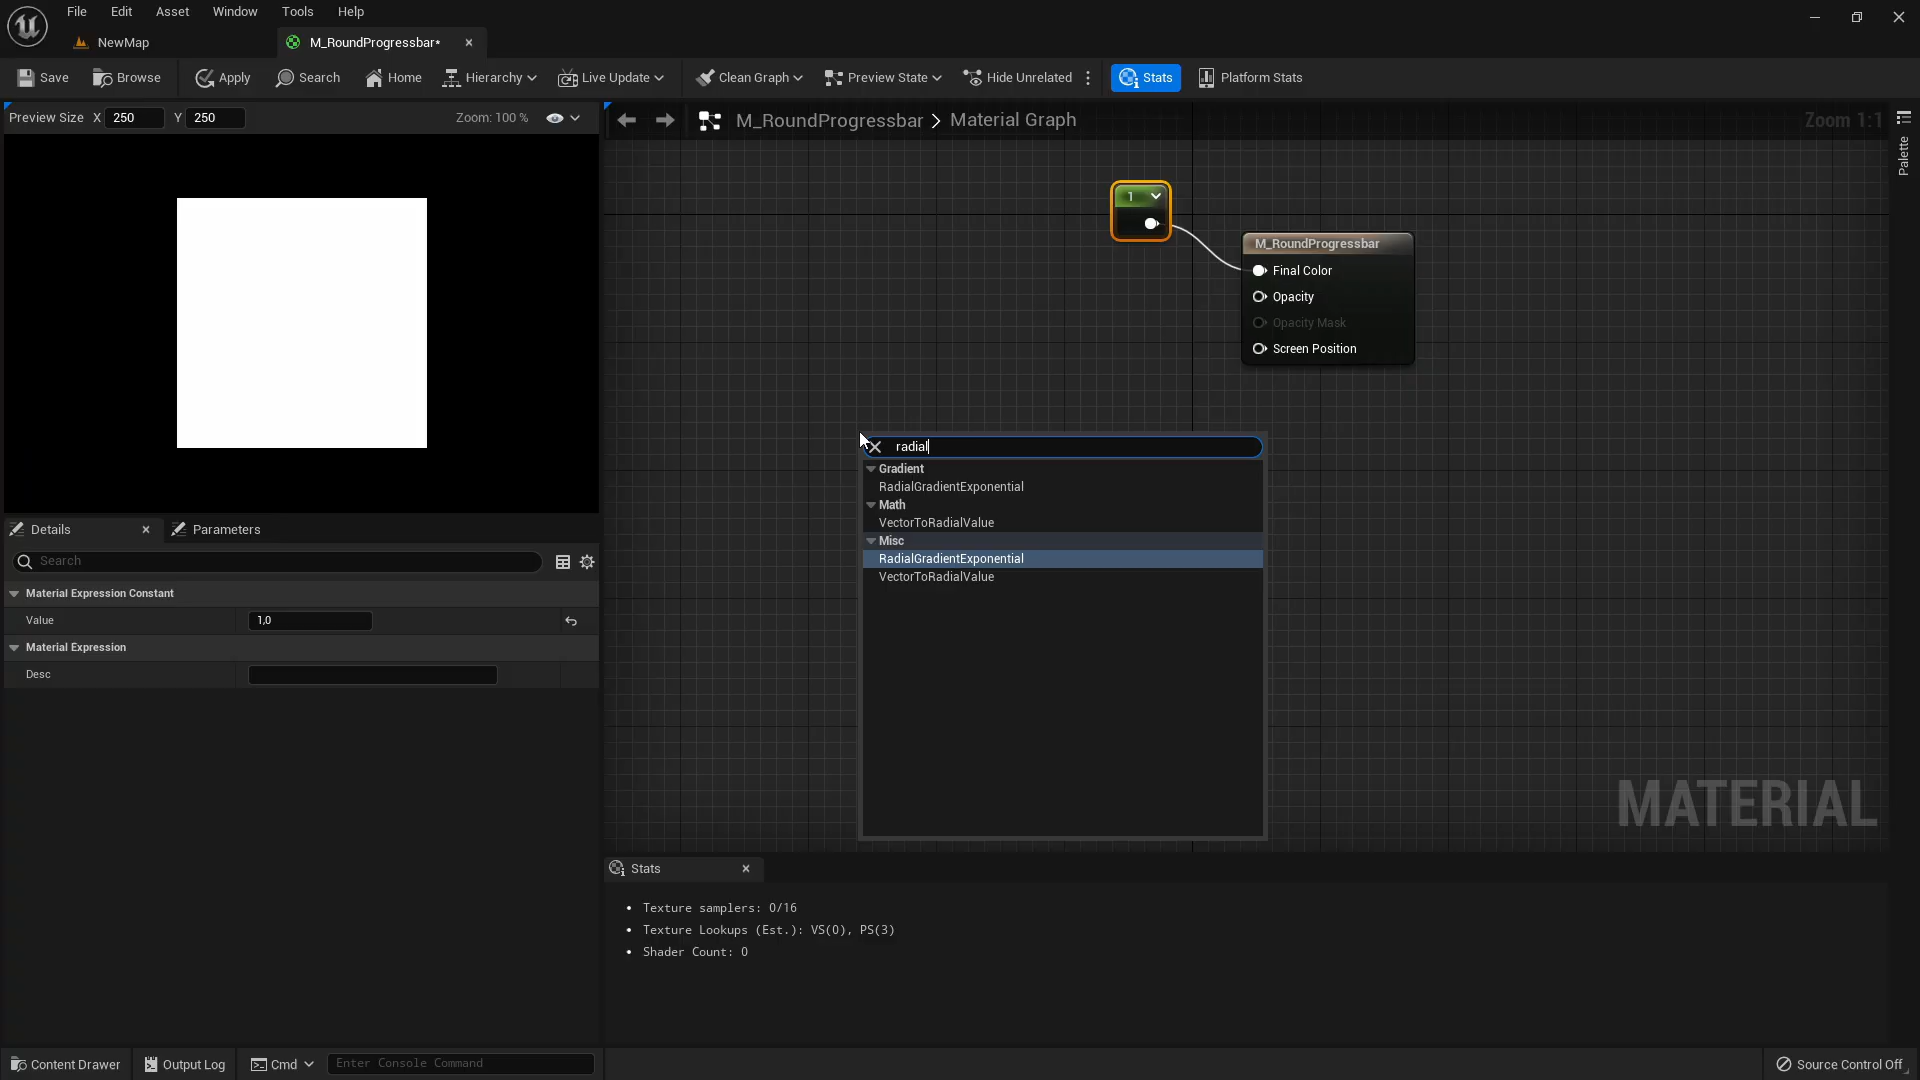 File Edit Asset Window Tools Help
NewMap
M_RoundProgressbar*
Save Browse Apply Search Home Hierarchy Live Update Clean Graph Preview State Hide Unrelated Stats Platform Stats
Preview Size X 250 Y 250 Zoom: 100 %
M_RoundProgressbar > Material Graph
Zoom 1:1
Palette
1
M_RoundProgressbar
Final Color
Opacity
Opacity Mask
Screen Position
radial
Gradient
RadialGradientExponential
Math
VectorToRadialValue
Misc
RadialGradientExponential
VectorToRadialValue
MATERIAL
Details
Parameters
Search
Material Expression Constant
Value 1,0
Material Expression
Desc
Stats
• Texture samplers: 0/16
• Texture Lookups (Est.): VS(0), PS(3)
• Shader Count: 0
Content Drawer Output Log Cmd Enter Console Command Source Control Off